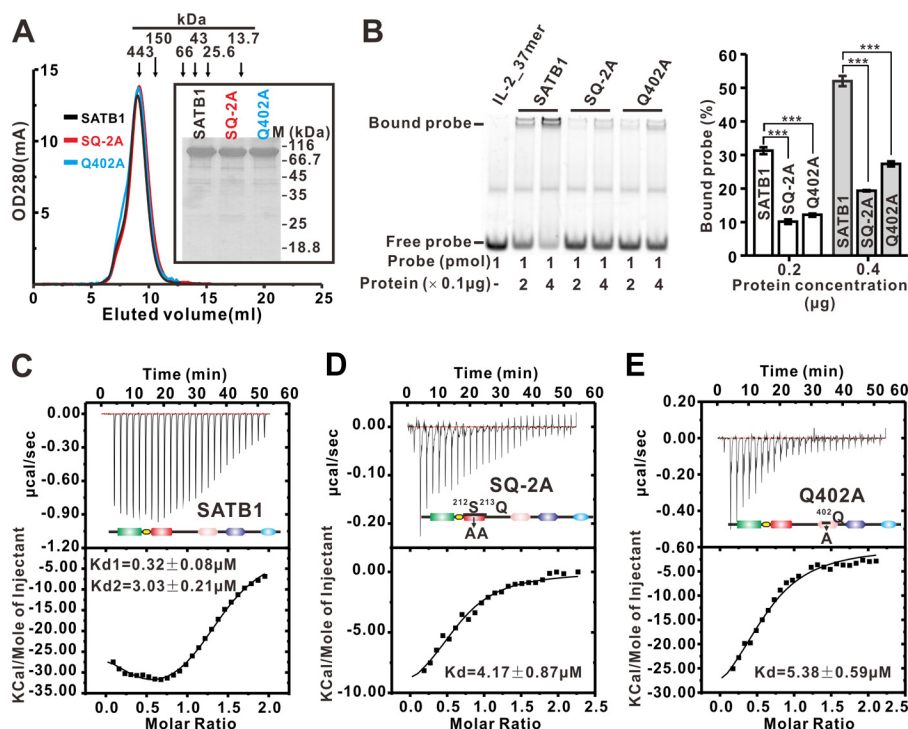 A
kDa
150 43 13.7
443 66 25.6
SATB1
SQ-2A
Q402A
OD280(mA)
15
10
5
0
0 5 10 15 20 25
Eluted volume(ml)
SATB1
SQ-2A
Q402A
M (kDa)
-116
-66.7
-45
-35
-25
-18.8
B
IL-2_37mer
SATB1
SQ-2A
Q402A
Bound probe
Free probe
Probe (pmol) 1 1 1 1 1 1 1
Protein (× 0.1μg) - 2 4 2 4 2 4
Bound probe (%)
60
50
40
30
20
10
0
***
***
***
***
SATB1
SQ-2A
Q402A
SATB1
SQ-2A
Q402A
0.2 0.4
Protein concentration
(μg)
C
Time (min)
0 10 20 30 40 50 60
μcal/sec
0.00
-0.30
-0.60
-0.90
-1.20
SATB1
Kd1=0.32±0.08μM
Kd2=3.03±0.21μM
KCal/Mole of Injectant
-5.00
-10.00
-15.00
-20.00
-25.00
-30.00
-35.00
0.0 0.5 1.0 1.5 2.0
Molar Ratio
D
Time (min)
0 10 20 30 40 50 60
μcal/sec
0.00
-0.10
-0.20
SQ-2A
212S213Q
AA
KCal/Mole of Injectant
0.00
-5.00
-10.00
Kd=4.17±0.87μM
0.0 0.5 1.0 1.5 2.0 2.5
Molar Ratio
E
Time (min)
0 10 20 30 40 50 60
μcal/sec
0.20
0.00
-0.20
-0.40
-0.60
Q402A
402Q
A
KCal/Mole of Injectant
0.00
-5.00
-10.00
-15.00
-20.00
-25.00
-30.00
Kd=5.38±0.59μM
0.0 0.5 1.0 1.5 2.0 2.5
Molar Ratio